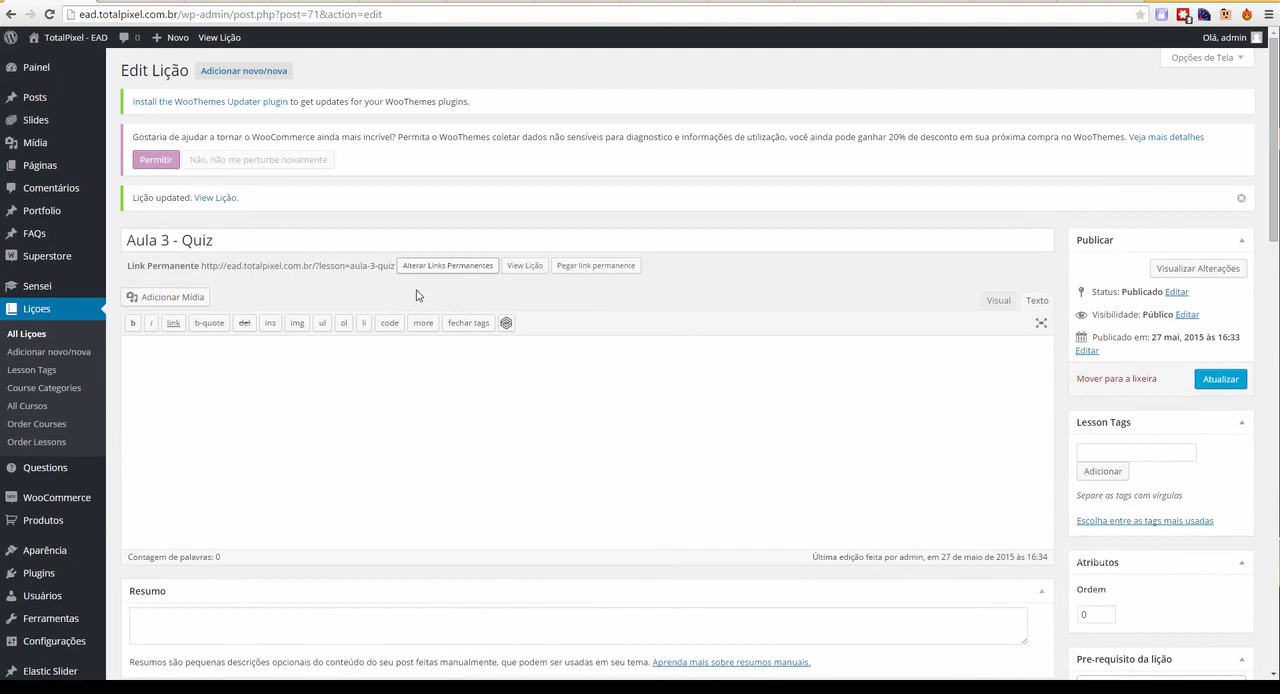 ead.totalpixel.com.br/wp-admin/post.php?post=71&action=edit
TotalPixel - EAD 0 Novo View Lição Olá, admin
Painel
Posts
Slides
Mídia
Páginas
Comentários
Portfolio
FAQs
Superstore
Sensei
Liçoes
All Liçoes
Adicionar novo/nova
Lesson Tags
Course Categories
All Cursos
Order Courses
Order Lessons
Questions
WooCommerce
Produtos
Aparência
Plugins
Usuários
Ferramentas
Configurações
Elastic Slider
Opções de Tela
Edit Lição Adicionar novo/nova
Install the WooThemes Updater plugin to get updates for your WooThemes plugins.
Gostaria de ajudar a tornar o WooCommerce ainda mais incrível? Permita o WooThemes coletar dados não sensíveis para diagnostico e informações de utilização, você ainda pode ganhar 20% de desconto em sua próxima compra no WooThemes. Veja mais detalhes
Permitir Não, não me perturbe novamente
Lição updated. View Lição.
Aula 3 - Quiz
Link Permanente http://ead.totalpixel.com.br/?lesson=aula-3-quiz Alterar Links Permanentes View Lição Pegar link permanente
Adicionar Mídia Visual Texto
b i link b-quote del ins img ul ol li code more fechar tags
Contagem de palavras: 0 Última edição feita por admin, em 27 de maio de 2015 às 16:34
Resumo
Resumos são pequenas descrições opcionais do conteúdo do seu post feitas manualmente, que podem ser usadas em seu tema. Aprenda mais sobre resumos manuais.
Publicar
Visualizar Alterações
Status: Publicado Editar
Visibilidade: Público Editar
Publicado em: 27 mai, 2015 às 16:33
Editar
Mover para a lixeira Atualizar
Lesson Tags
Adicionar
Separe as tags com vírgulas
Escolha entre as tags mais usadas
Atributos
Ordem
0
Pre-requisito da lição